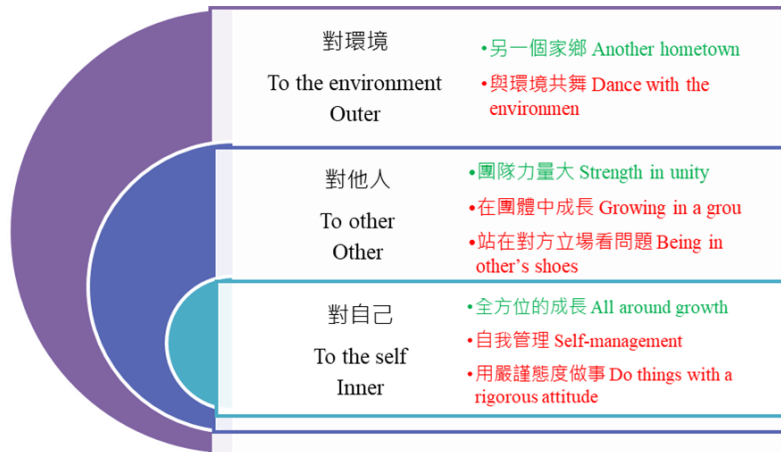 對環境
To the environment
Outer
•另一個家鄉 Another hometown
•與環境共舞 Dance with the
environmen
對他人
To other
Other
•團隊力量大 Strength in unity
•在團體中成長 Growing in a grou
•站在對方立場看問題 Being in
other's shoes
對自己
To the self
Inner
•全方位的成長 All around growth
•自我管理 Self-management
•用嚴謹態度做事 Do things with a
rigorous attitude